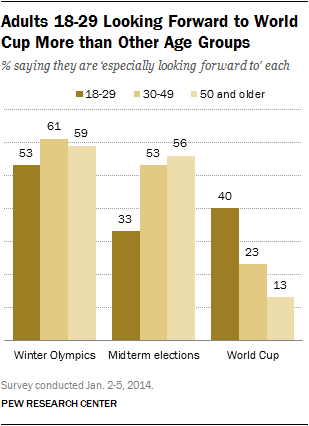 Adults 18-29 Looking Forward to World
Cup More than Other Age Groups
% saying they are ‘especially looking forward to’ each
18-29 30-49 50 and older
53 61 59
33 53 56
40 23 13
Winter Olympics Midterm elections World Cup
Survey conducted Jan. 2-5, 2014.
PEW RESEARCH CENTER